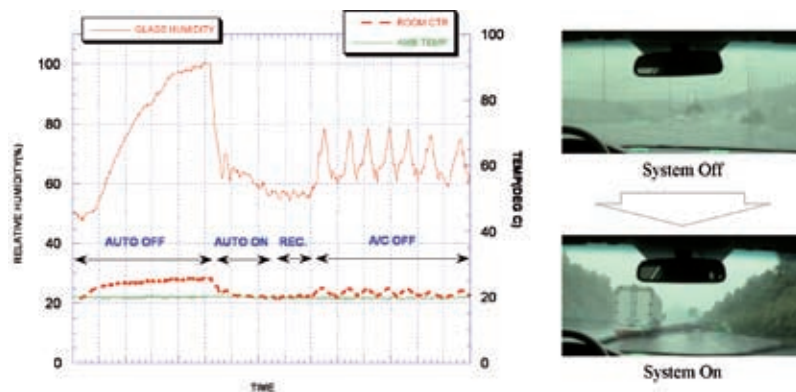 GLASS HUMIDITY
ROOM CTR
AMB TEMP
100
80
60
40
20
0
RELATIVE HUMIDITY(%)
100
80
60
40
20
0
TEMP(DEG C)
AUTO OFF
AUTO ON
REC.
A/C OFF
TIME
System Off
System On